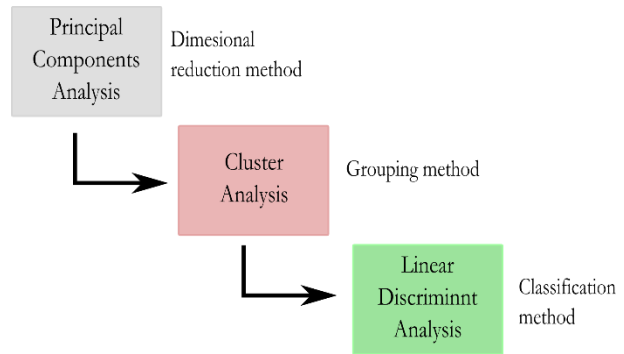 Principal
Components
Analysis
Dimesional
reduction method
Cluster
Analysis
Grouping method
Linear
Discriminnt
Analysis
Classification
method